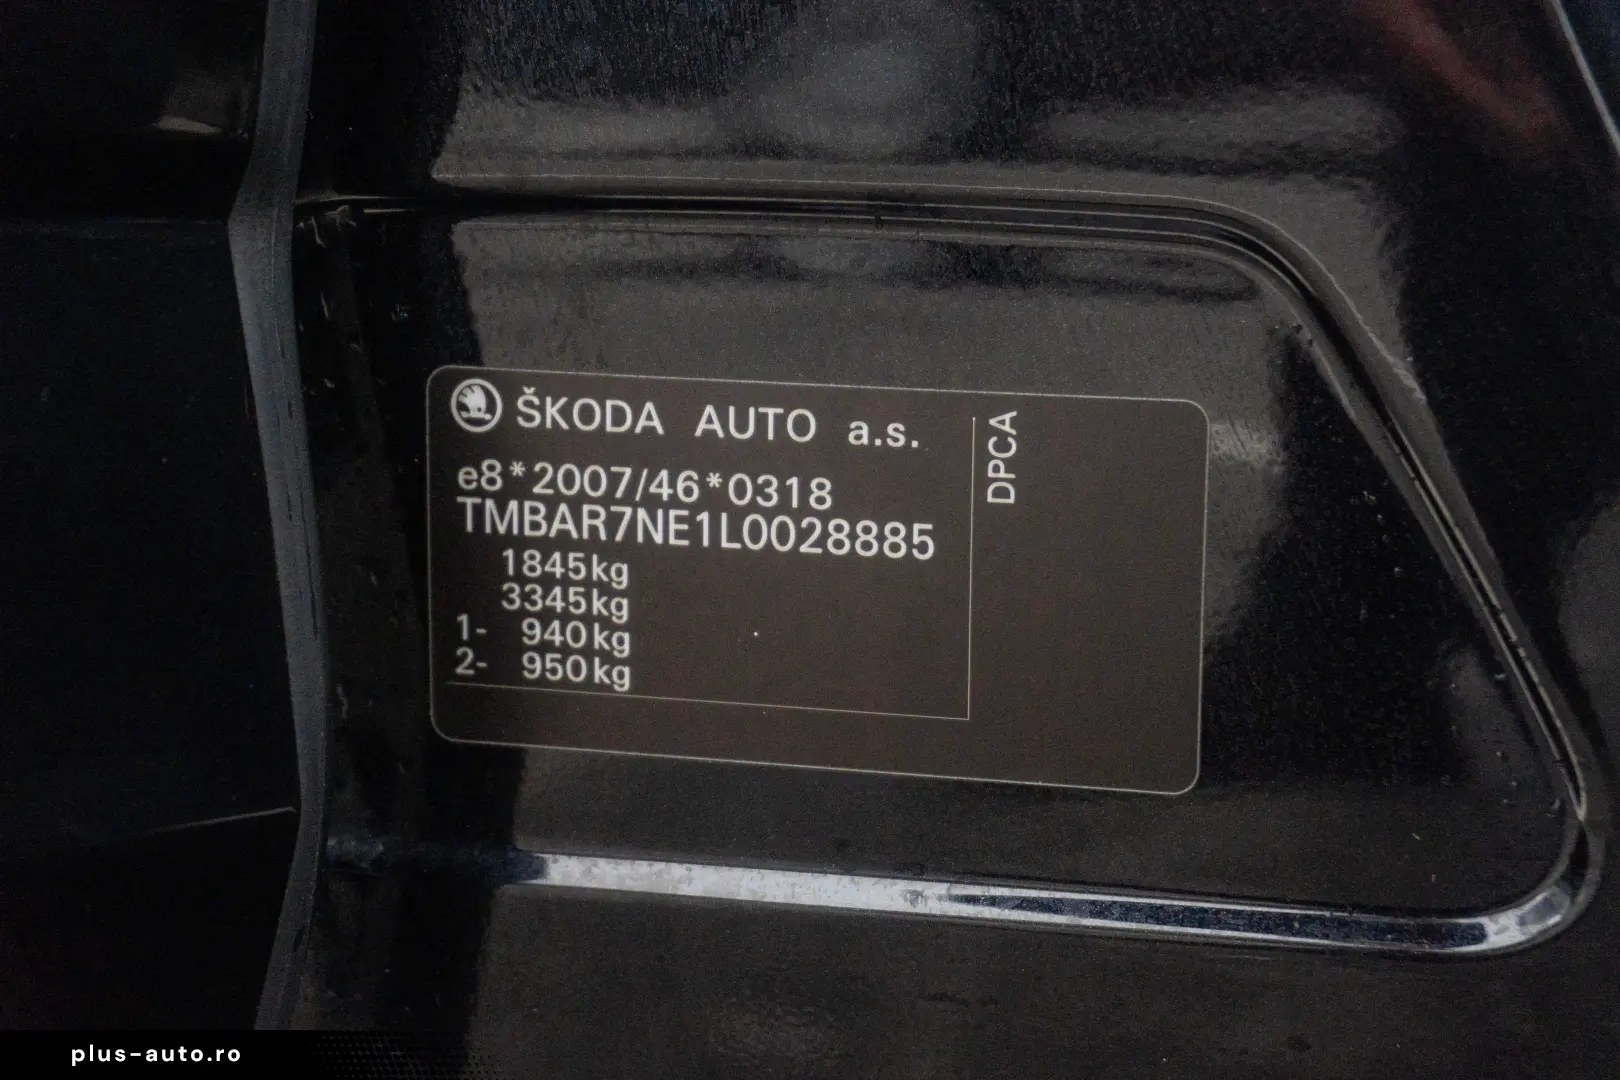 ŠKODA AUTO a.s.
e8*2007/46*0318
TMBAR7NE1L0028885
1845kg
3345kg
1- 940kg
2- 950kg
DPCA
plus-auto.ro